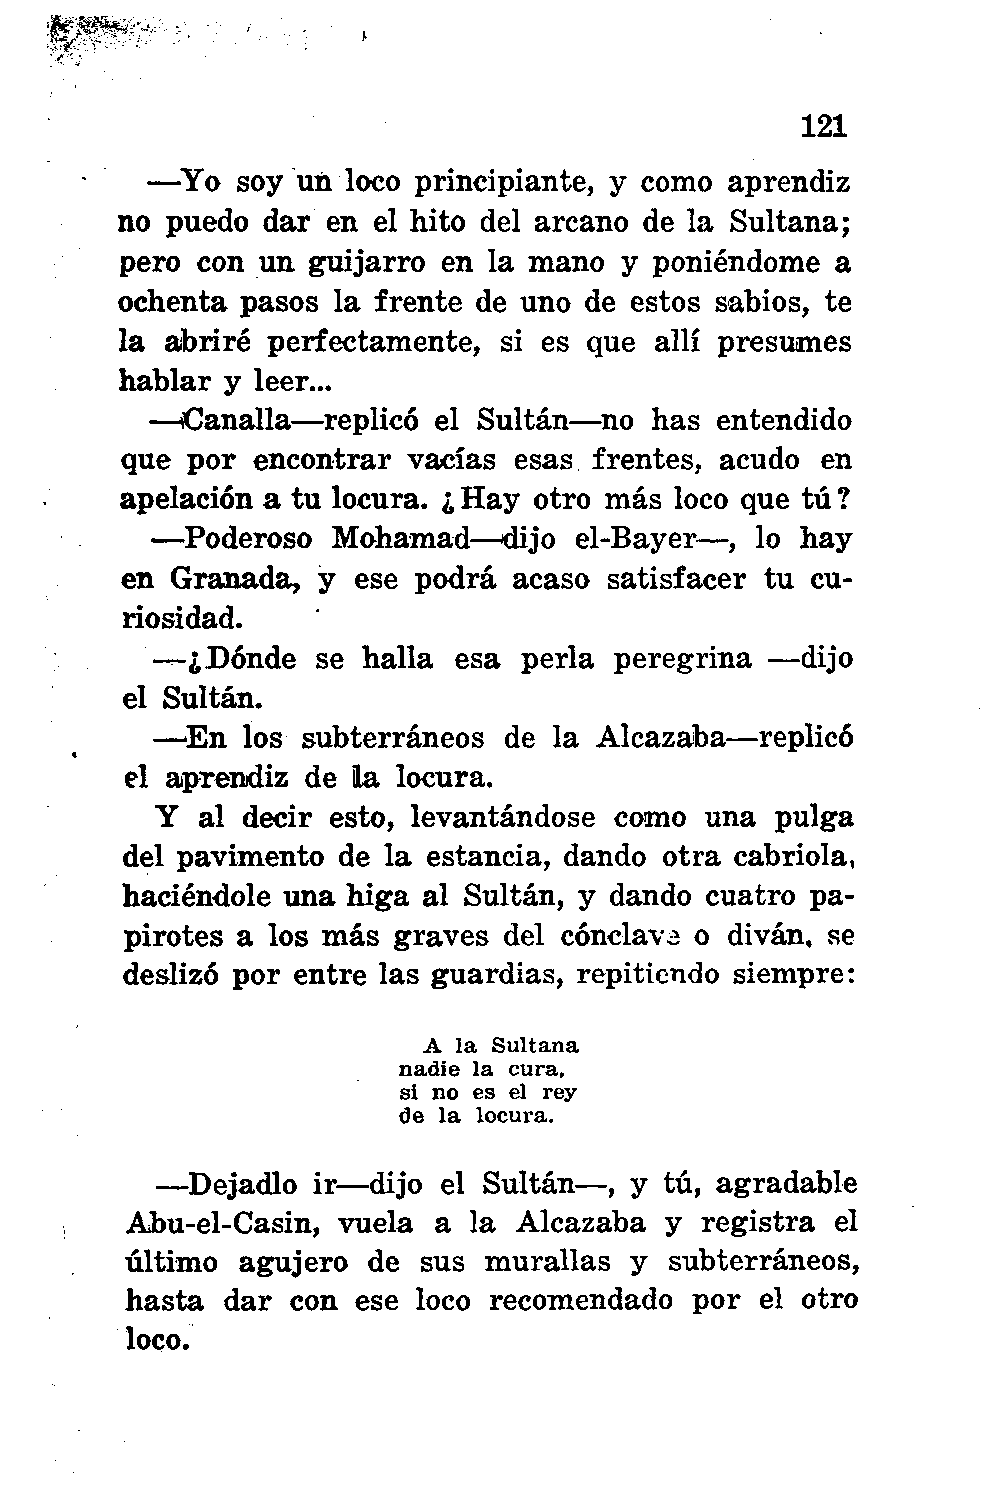 121
—Yo soy un loco principiante, y como aprendiz
no puedo dar en el hito del arcano de la Sultana;
pero con un guijarro en la mano y poniéndome a
ochenta pasos la frente de uno de estos sabios, te
la abriré perfectamente, si es que allí presumes
hablar y leer...
—Canalla—replicó el Sultán—no has entendido
que por encontrar vacías esas frentes, acudo en
apelación a tu locura. ¿Hay otro más loco que tú?
—Poderoso Mohamad—dijo el-Bayer—, lo hay
en Granada, y ese podrá acaso satisfacer tu cu-
riosidad.
—¿Dónde se halla esa perla peregrina —dijo
el Sultán.
—En los subterráneos de la Alcazaba—replicó
el aprendiz de la locura.
Y al decir esto, levantándose como una pulga
del pavimento de la estancia, dando otra cabriola,
haciéndole una higa al Sultán, y dando cuatro pa-
pirotes a los más graves del cónclave o diván, se
deslizó por entre las guardias, repitiendo siempre:
A la Sultana
nadie la cura,
si no es el rey
de la locura.
—Dejadlo ir—dijo el Sultán—, y tú, agradable
Abu-el-Casin, vuela a la Alcazaba y registra el
último agujero de sus murallas y subterráneos,
hasta dar con ese loco recomendado por el otro
loco.